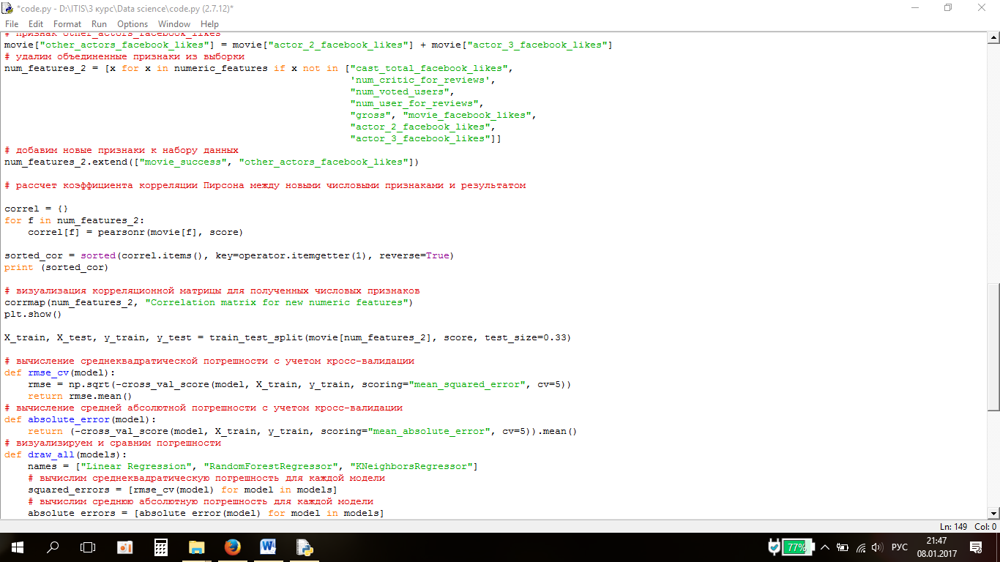 *code.py - D:\ITIS\3 курс\Data science\code.py (2.7.12)*
File Edit Format Run Options Window Help
# признак other_actors_facebook_likes
movie["other_actors_facebook_likes"] = movie["actor_2_facebook_likes"] + movie["actor_3_facebook_likes"]
# удалим объединенные признаки из выборки
num_features_2 = [x for x in numeric_features if x not in ["cast_total_facebook_likes",
'num_critic_for_reviews',
"num_voted_users",
"num_user_for_reviews",
"gross", "movie_facebook_likes",
"actor_2_facebook_likes",
"actor_3_facebook_likes"]]
# добавим новые признаки к набору данных
num_features_2.extend(["movie_success", "other_actors_facebook_likes"])
# рассчет коэффициента корреляции Пирсона между новыми числовыми признаками и результатом
correl = {}
for f in num_features_2:
    correl[f] = pearsonr(movie[f], score)
sorted_cor = sorted(correl.items(), key=operator.itemgetter(1), reverse=True)
print (sorted_cor)
# визуализация корреляционной матрицы для полученных числовых признаков
corrmap(num_features_2, "Correlation matrix for new numeric features")
plt.show()
X_train, X_test, y_train, y_test = train_test_split(movie[num_features_2], score, test_size=0.33)
# вычисление среднеквадратической погрешности с учетом кросс-валидации
def rmse_cv(model):
    rmse = np.sqrt(-cross_val_score(model, X_train, y_train, scoring="mean_squared_error", cv=5))
    return rmse.mean()
# вычисление средней абсолютной погрешности с учетом кросс-валидации
def absolute_error(model):
    return (-cross_val_score(model, X_train, y_train, scoring="mean_absolute_error", cv=5)).mean()
# визуализируем и сравним погрешности
def draw_all(models):
    names = ["Linear Regression", "RandomForestRegressor", "KNeighborsRegressor"]
    # вычислим среднеквадратическую погрешность для каждой модели
    squared_errors = [rmse_cv(model) for model in models]
    # вычислим среднюю абсолютную погрешность для каждой модели
    absolute_errors = [absolute_error(model) for model in models]
Ln: 149 Col: 0
77% РУС 21:47
08.01.2017